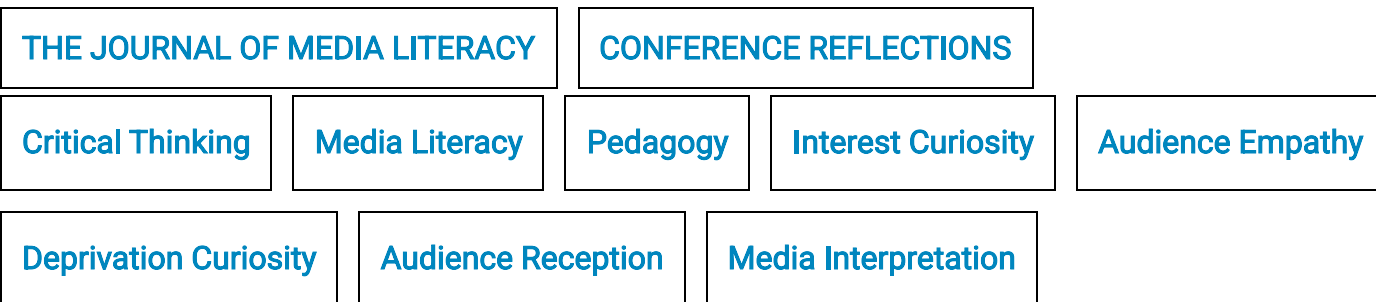 THE JOURNAL OF MEDIA LITERACY CONFERENCE REFLECTIONS
Critical Thinking Media Literacy Pedagogy Interest Curiosity Audience Empathy
Deprivation Curiosity Audience Reception Media Interpretation